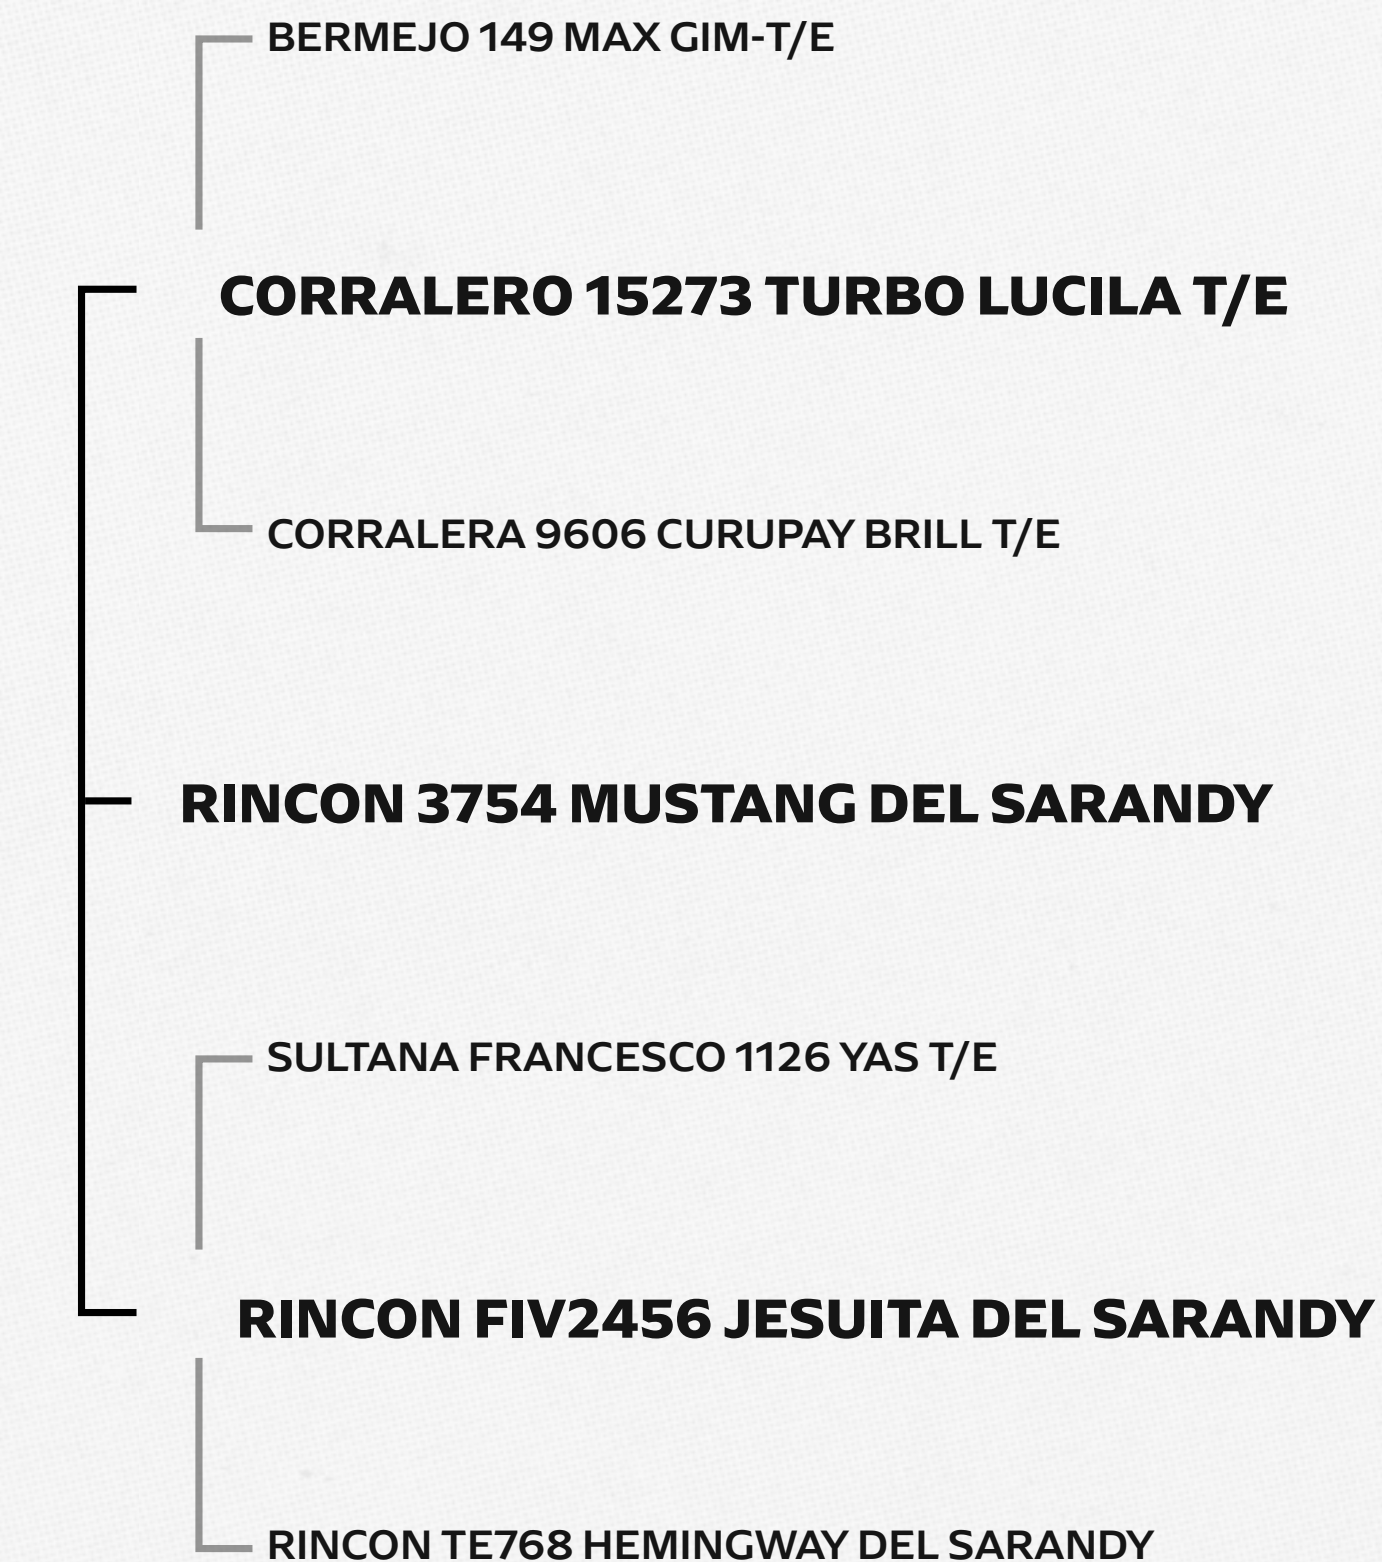 BERMEJO 149 MAX GIM-T/E
CORRALERO 15273 TURBO LUCILA T/E
CORRALERA 9606 CURUPAY BRILL T/E
RINCON 3754 MUSTANG DEL SARANDY
SULTANA FRANCESCO 1126 YAS T/E
RINCON FIV2456 JESUITA DEL SARANDY
RINCON TE768 HEMINGWAY DEL SARANDY